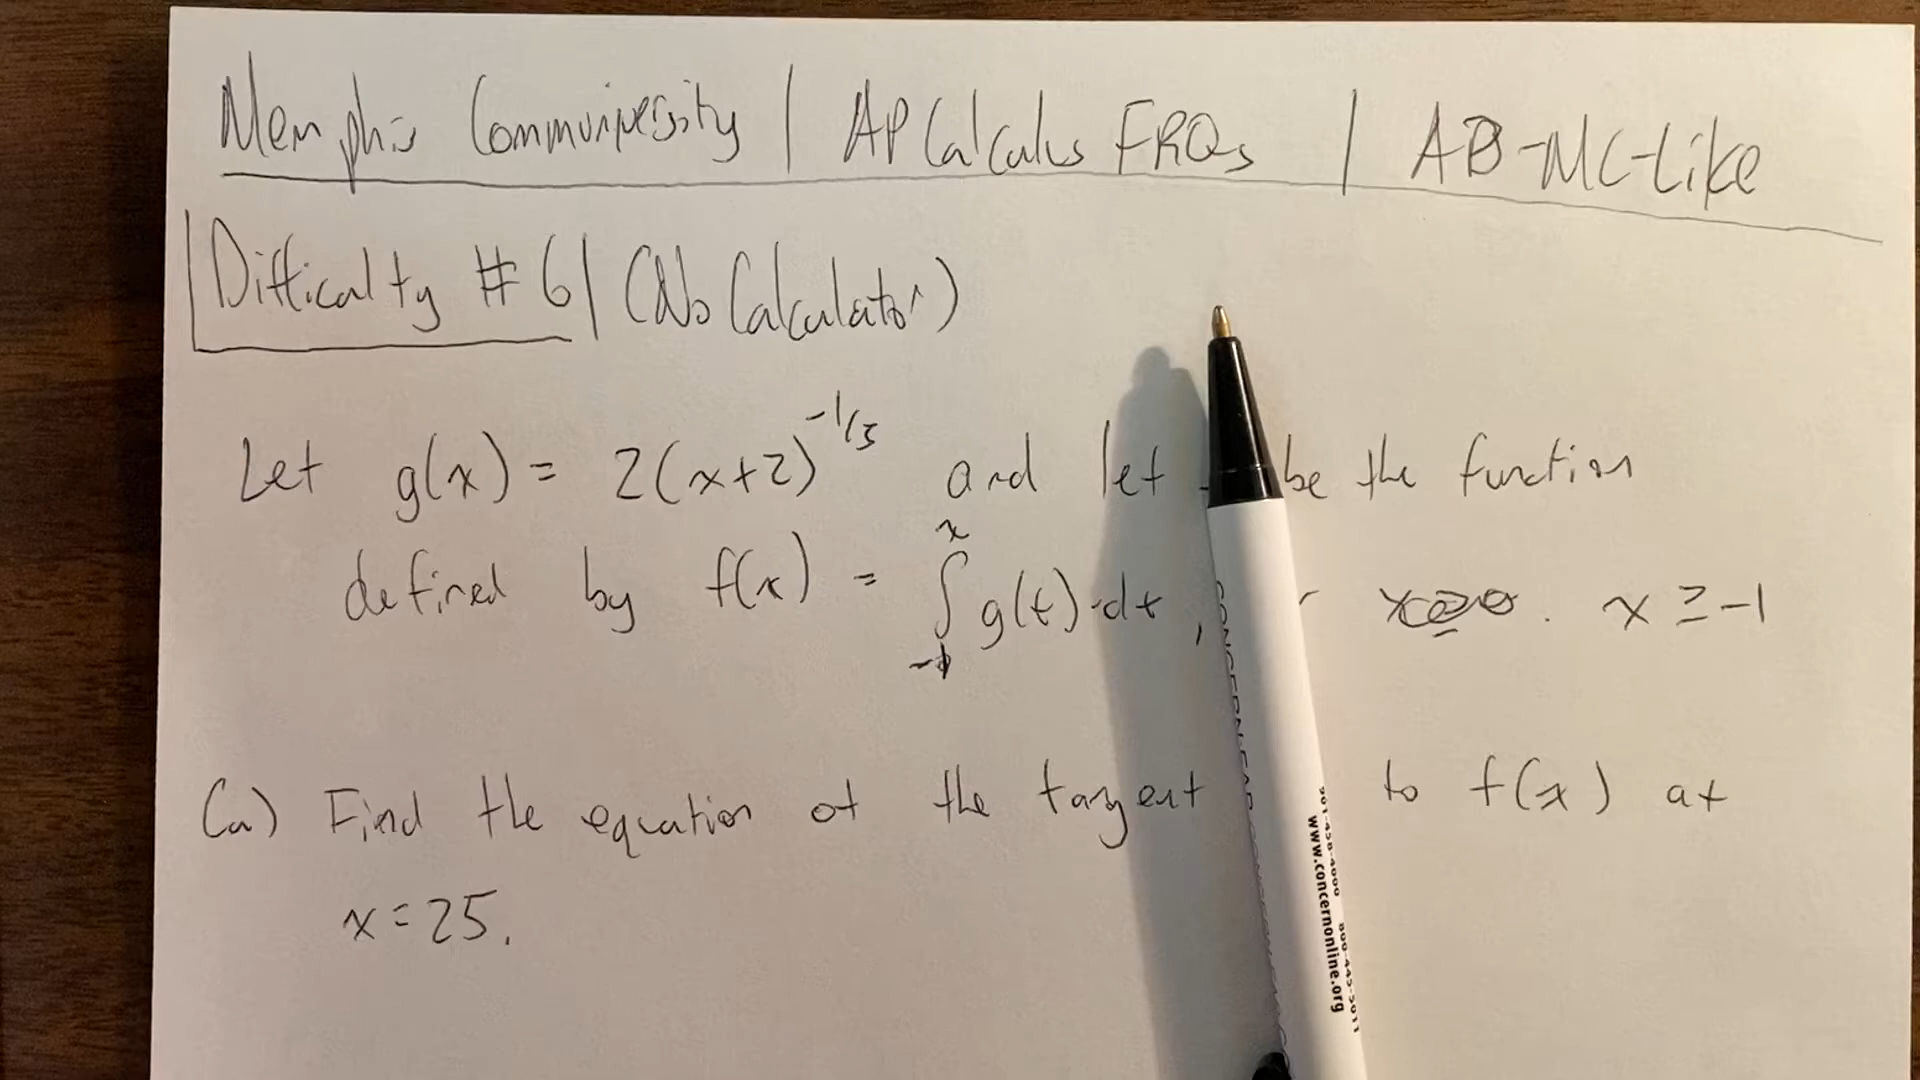 Memphis Communiversity | AP Calculus FRQs | AB-MC-Like
Difficulty #6 | (No Calculator)
Let g(x) = 2(x+2)^-1/3 and let be the function
defined by f(x) = ∫_-1^x g(t)·dt, . x ≥ -1
(a) Find the equation of the tangent to f(x) at
x=25.
www.concernonline.org